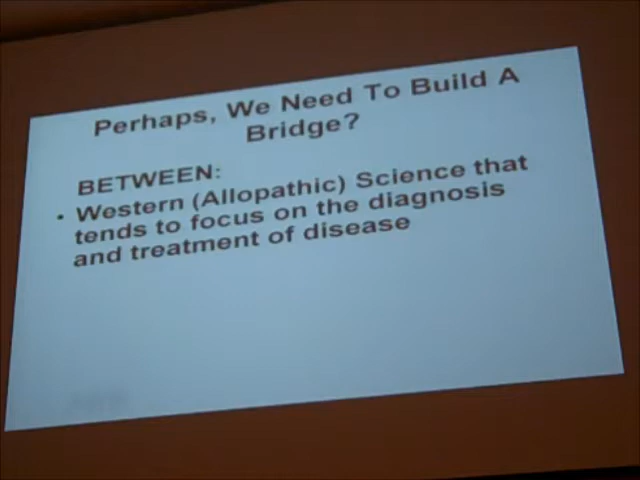 Perhaps, We Need To Build A
Bridge?
BETWEEN:
• Western (Allopathic) Science that
tends to focus on the diagnosis
and treatment of disease